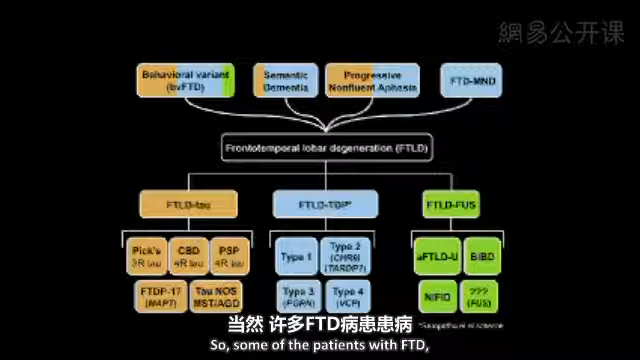 網易公开课
Behavioral variant
(bvFTD)
Semantic
Dementia
Progressive
Nonfluent Aphasia
FTD-MND
Frontotemporal lobar degeneration (FTLD)
FTLD-tau
FTLD-TDP*
FTLD-FUS
Pick's
3R tau
CBD
4R tau
PSP
4R tau
Type 1
Type 2
(CHR9)
(TARDP?)
aFTLD-U
BIBD
FTDP-17
(MAPT)
Tau NOS
MST/AGD
Type 3
(PGRN)
Type 4
(VCP)
NIFID
???
(FUS)
当然 许多FTD病患患病
So, some of the patients with FTD,